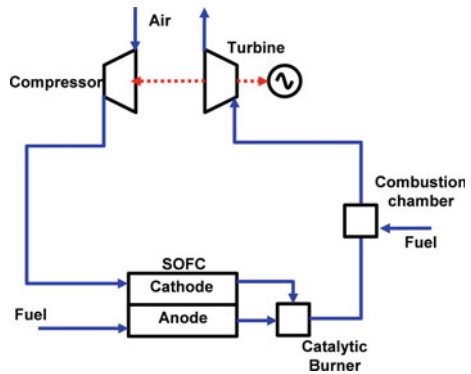 Air
Turbine
Compressor
Combustion
chamber
Fuel
SOFC
Cathode
Fuel
Anode
Catalytic
Burner